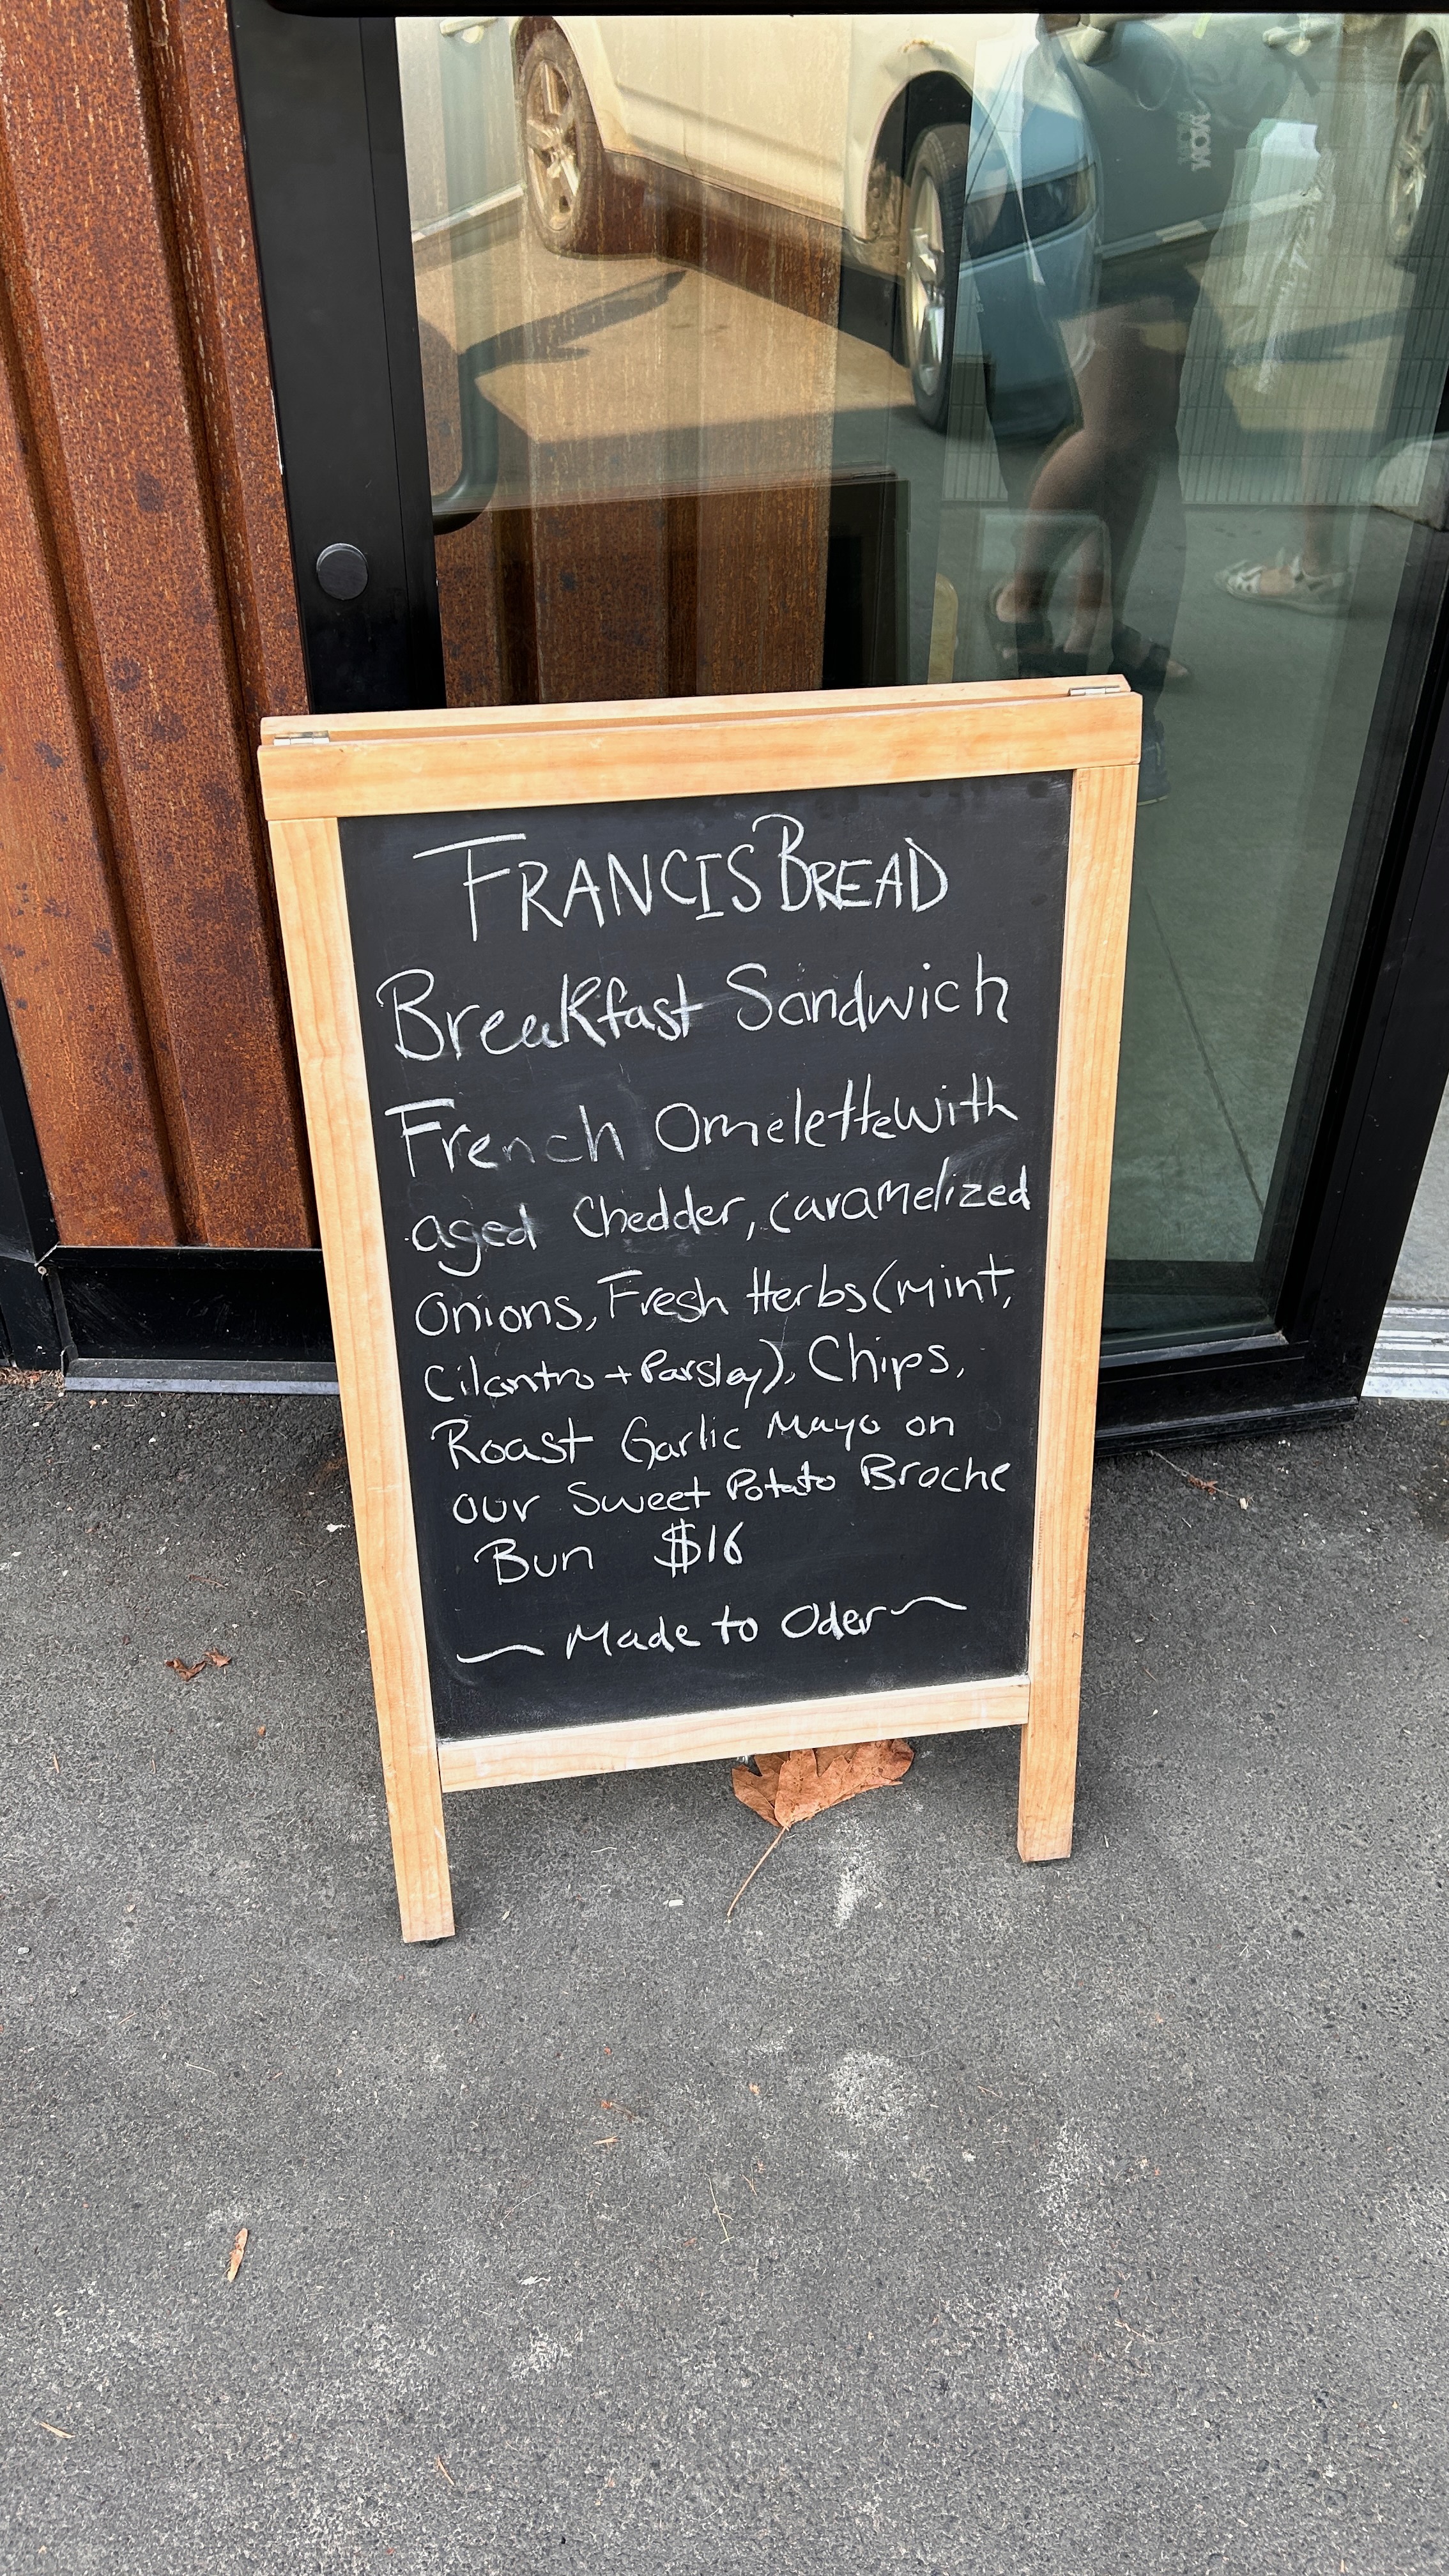 FRANCIS BREAD
Breakfast Sandwich
French Omelette with
aged Chedder, caramelized
Onions, Fresh Herbs (mint,
Cilantro + Parsley), Chips,
Roast Garlic Mayo on
our Sweet Potato Broche
Bun $16
~ Made to Oder ~